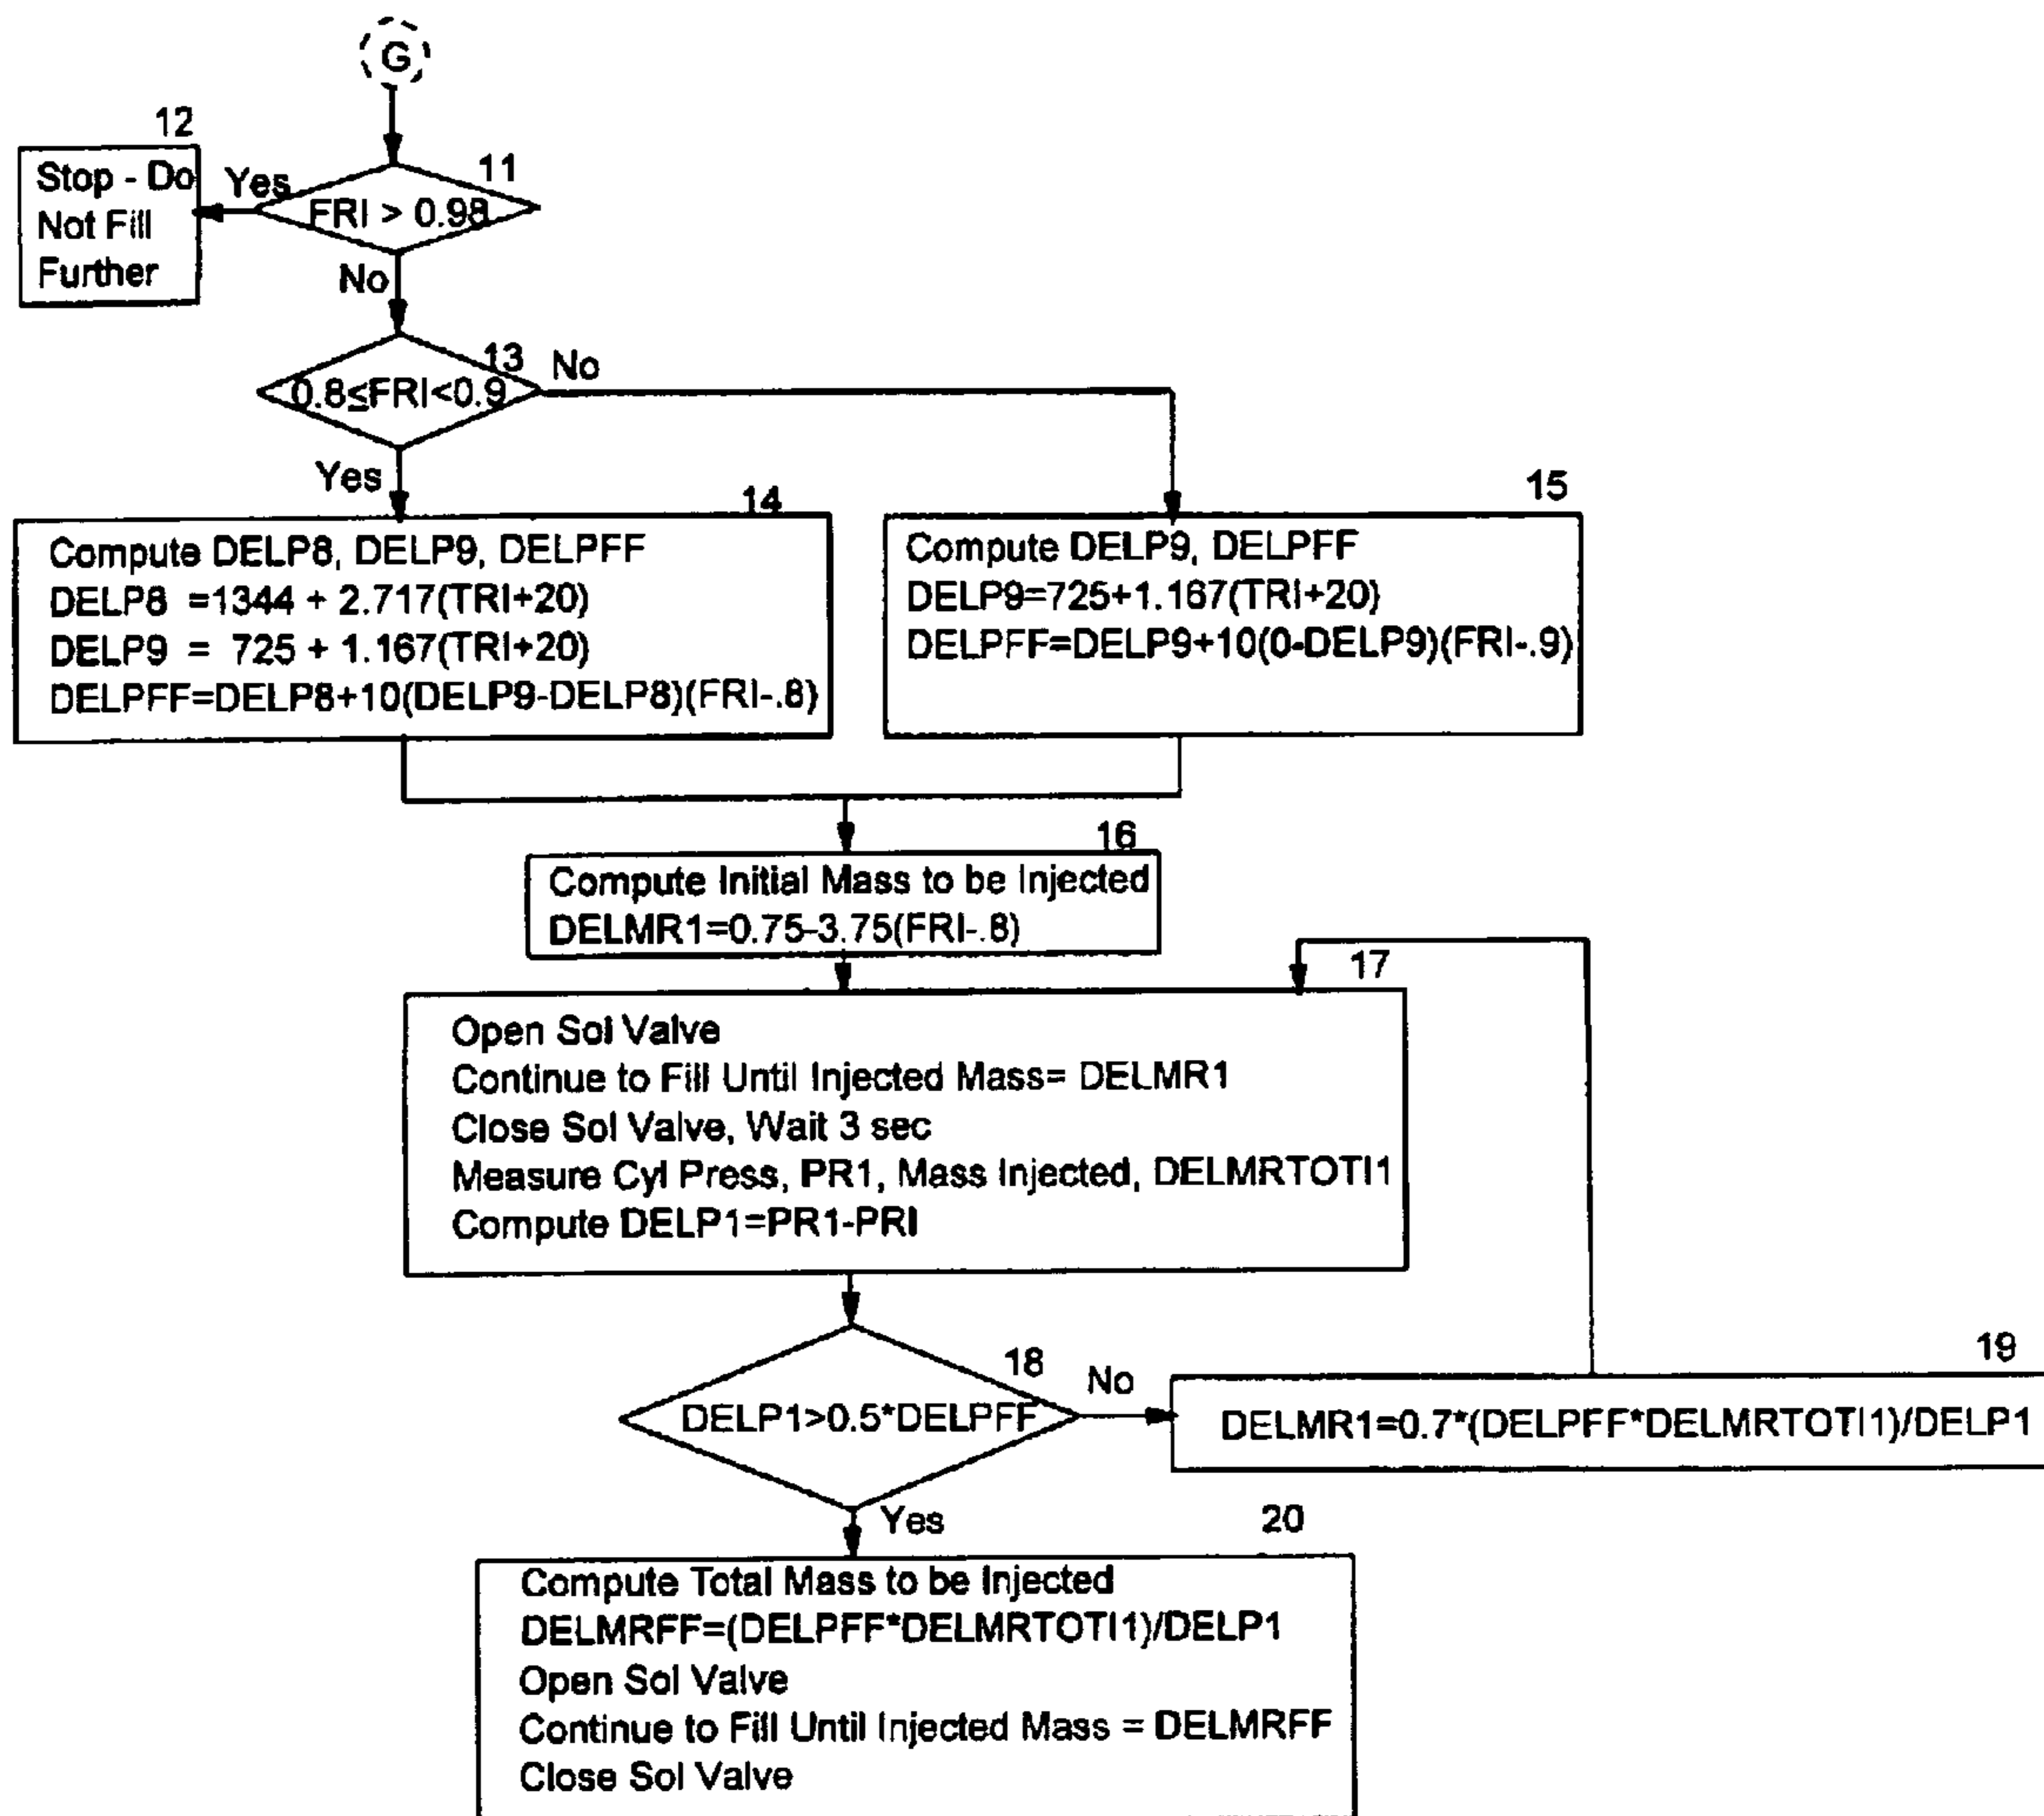 G
12
Stop - Do
Not Fill
Further
Yes
11
FRI > 0.98
No
13
0.8≤FRI<0.9
No
Yes
14
Compute DELP8, DELP9, DELPFF
DELP8 =1344 + 2.717(TRI+20)
DELP9 = 725 + 1.167(TRI+20)
DELPFF=DELP8+10(DELP9-DELP8)(FRI-.8)
15
Compute DELP9, DELPFF
DELP9=725+1.167(TRI+20)
DELPFF=DELP9+10(0-DELP9)(FRI-.9)
16
Compute Initial Mass to be Injected
DELMR1=0.75-3.75(FRI-.8)
17
Open Sol Valve
Continue to Fill Until Injected Mass= DELMR1
Close Sol Valve, Wait 3 sec
Measure Cyl Press, PR1, Mass Injected, DELMRTOTI1
Compute DELP1=PR1-PRI
18
DELP1>0.5*DELPFF
No
19
DELMR1=0.7*(DELPFF*DELMRTOTI1)/DELP1
Yes
20
Compute Total Mass to be Injected
DELMRFF=(DELPFF*DELMRTOTI1)/DELP1
Open Sol Valve
Continue to Fill Until Injected Mass = DELMRFF
Close Sol Valve